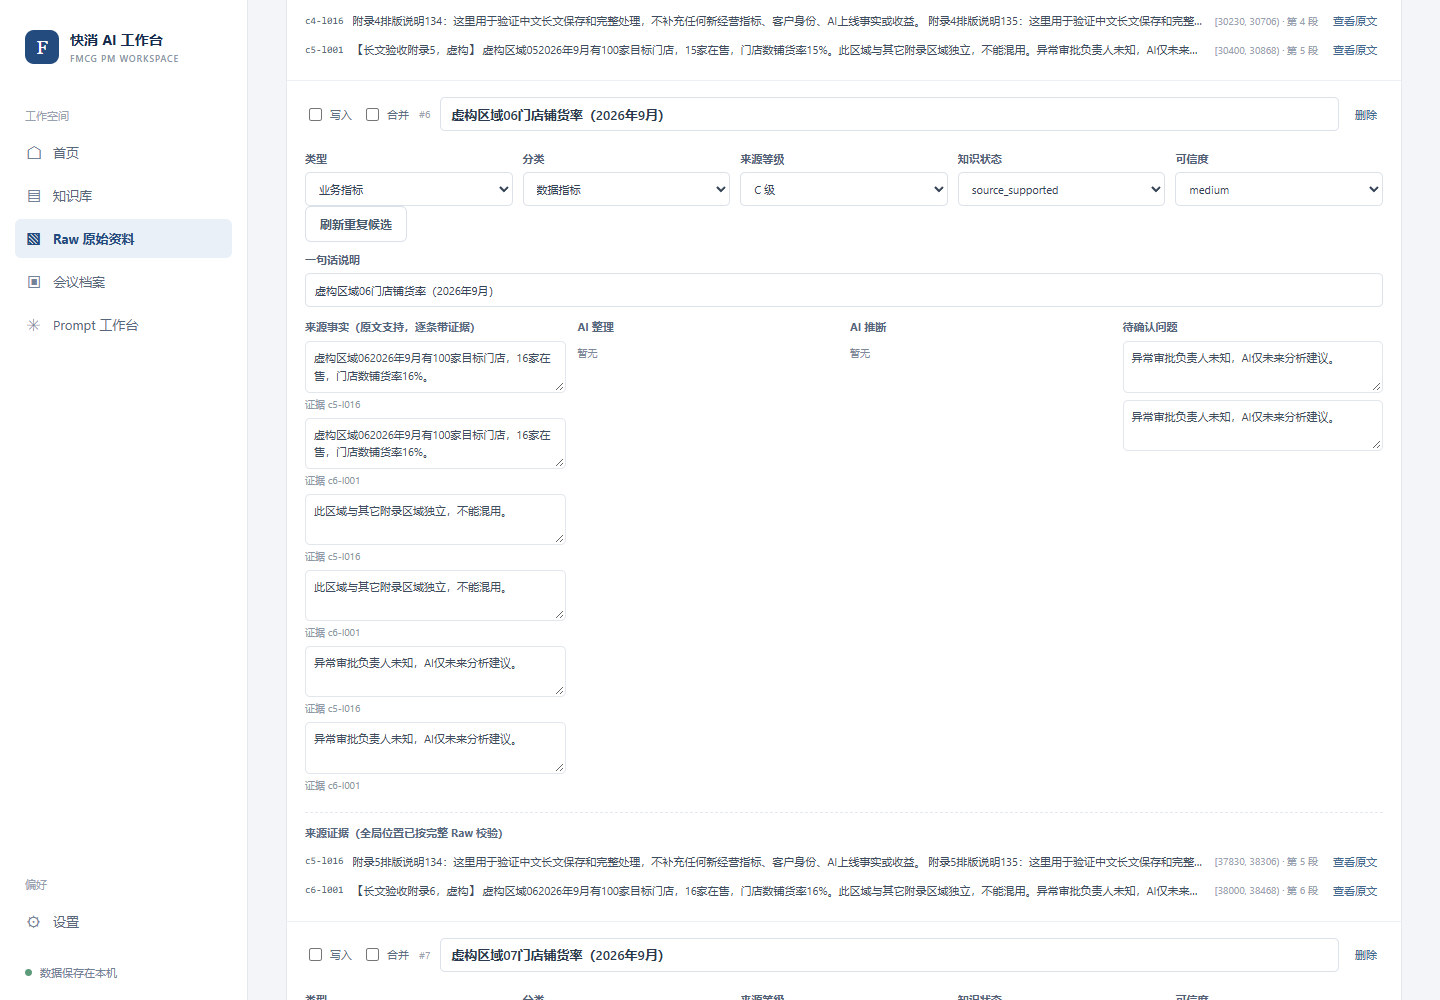 F
快消 AI 工作台
FMCG PM WORKSPACE
工作空间
首页
知识库
Raw 原始资料
会议档案
Prompt 工作台
偏好
设置
数据保存在本机
c4-l016 附录4排版说明134：这里用于验证中文长文保存和完整处理，不补充任何新经营指标、客户身份、AI上线事实或收益。 附录4排版说明135：这里用于验证中文长文保存和完整... [30230, 30706) · 第 4 段 查看原文
c5-l001 【长文验收附录5，虚构】 虚构区域052026年9月有100家目标门店，15家在售，门店数铺货率15%。此区域与其它附录区域独立，不能混用。异常审批负责人未知，AI仅未来... [30400, 30868) · 第 5 段 查看原文
写入 合并 #6 虚构区域06门店铺货率（2026年9月） 删除
类型 分类 来源等级 知识状态 可信度
业务指标 数据指标 C 级 source_supported medium
刷新重复候选
一句话说明
虚构区域06门店铺货率（2026年9月）
来源事实（原文支持，逐条带证据） AI 整理 AI 推断 待确认问题
虚构区域062026年9月有100家目标门店，16家在
售，门店数铺货率16%。
证据 c5-l016
虚构区域062026年9月有100家目标门店，16家在
售，门店数铺货率16%。
证据 c6-l001
此区域与其它附录区域独立，不能混用。
证据 c5-l016
此区域与其它附录区域独立，不能混用。
证据 c6-l001
异常审批负责人未知，AI仅未来分析建议。
证据 c5-l016
异常审批负责人未知，AI仅未来分析建议。
证据 c6-l001
暂无
暂无
异常审批负责人未知，AI仅未来分析建议。
异常审批负责人未知，AI仅未来分析建议。
来源证据（全局位置已按完整 Raw 校验）
c5-l016 附录5排版说明134：这里用于验证中文长文保存和完整处理，不补充任何新经营指标、客户身份、AI上线事实或收益。 附录5排版说明135：这里用于验证中文长文保存和完整... [37830, 38306) · 第 5 段 查看原文
c6-l001 【长文验收附录6，虚构】 虚构区域062026年9月有100家目标门店，16家在售，门店数铺货率16%。此区域与其它附录区域独立，不能混用。异常审批负责人未知，AI仅未来... [38000, 38468) · 第 6 段 查看原文
写入 合并 #7 虚构区域07门店铺货率（2026年9月） 删除
类型 分类 来源等级 知识状态 可信度